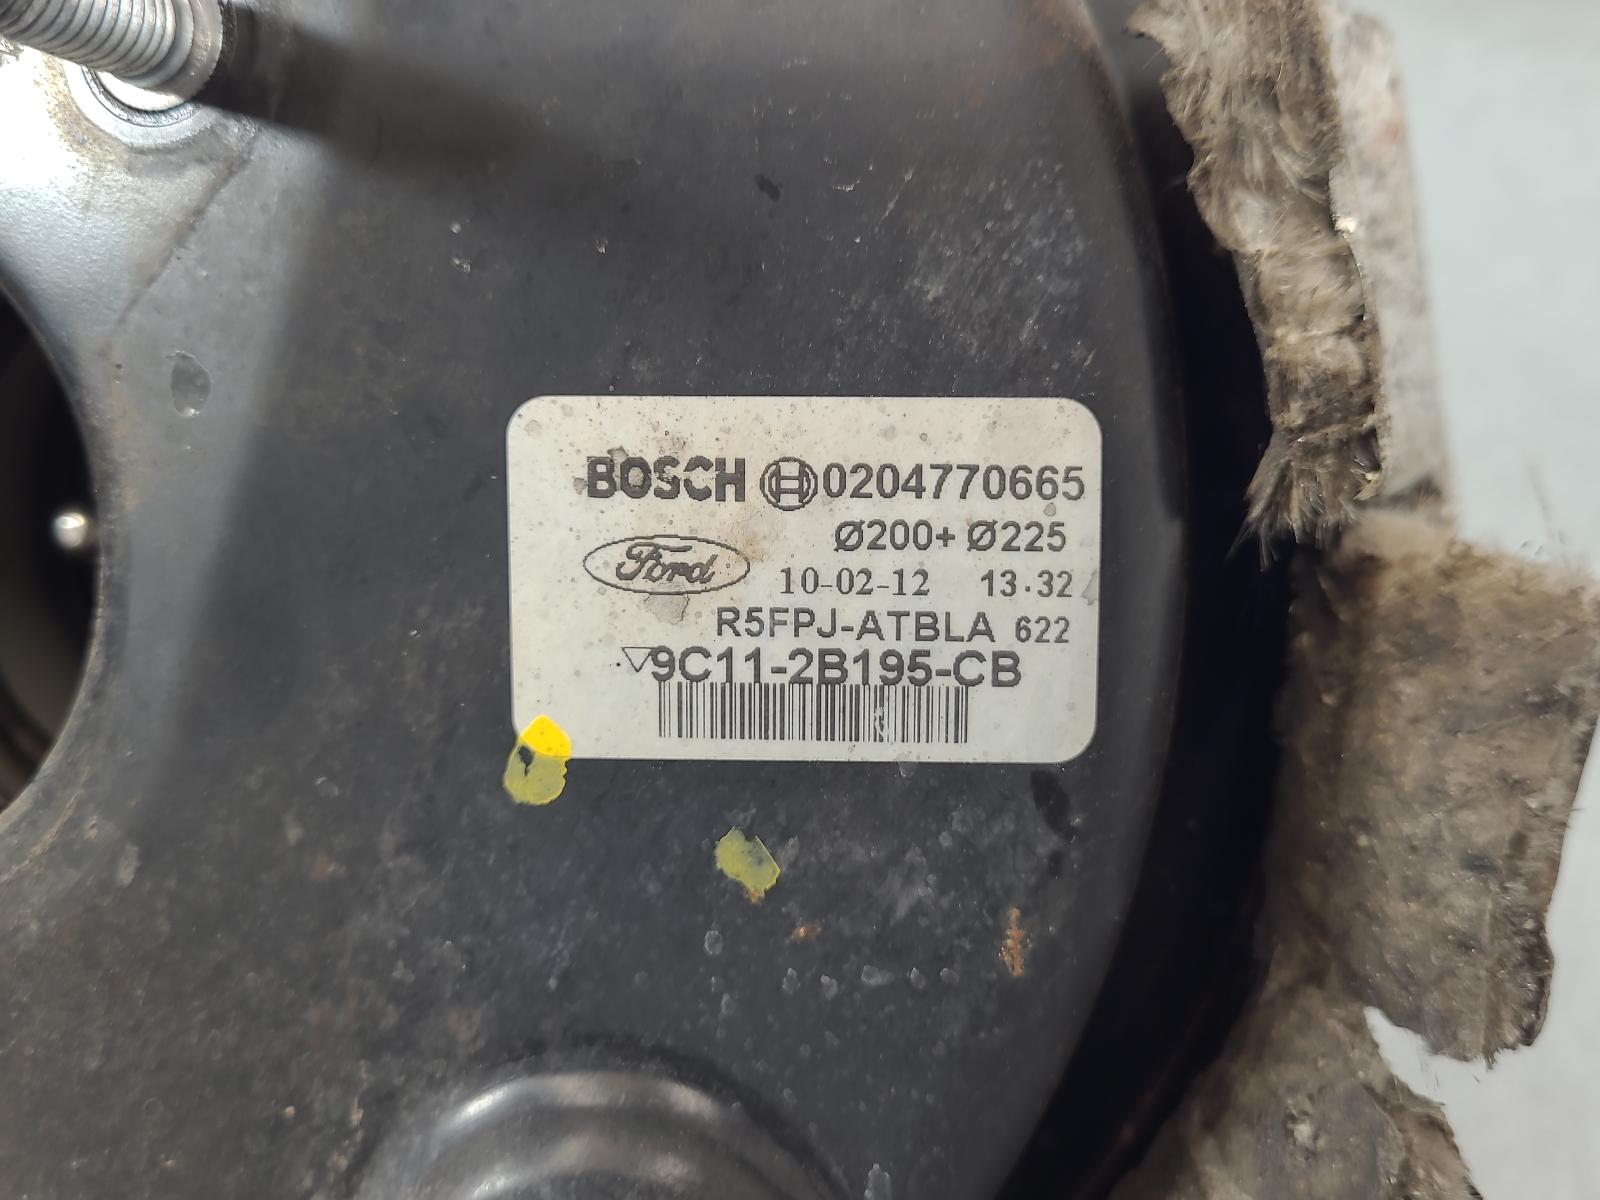 BOSCH 0204770665
Ø200+ Ø225
Ford 10-02-12 13.32
R5FPJ-ATBLA 622
9C11-2B195-CB